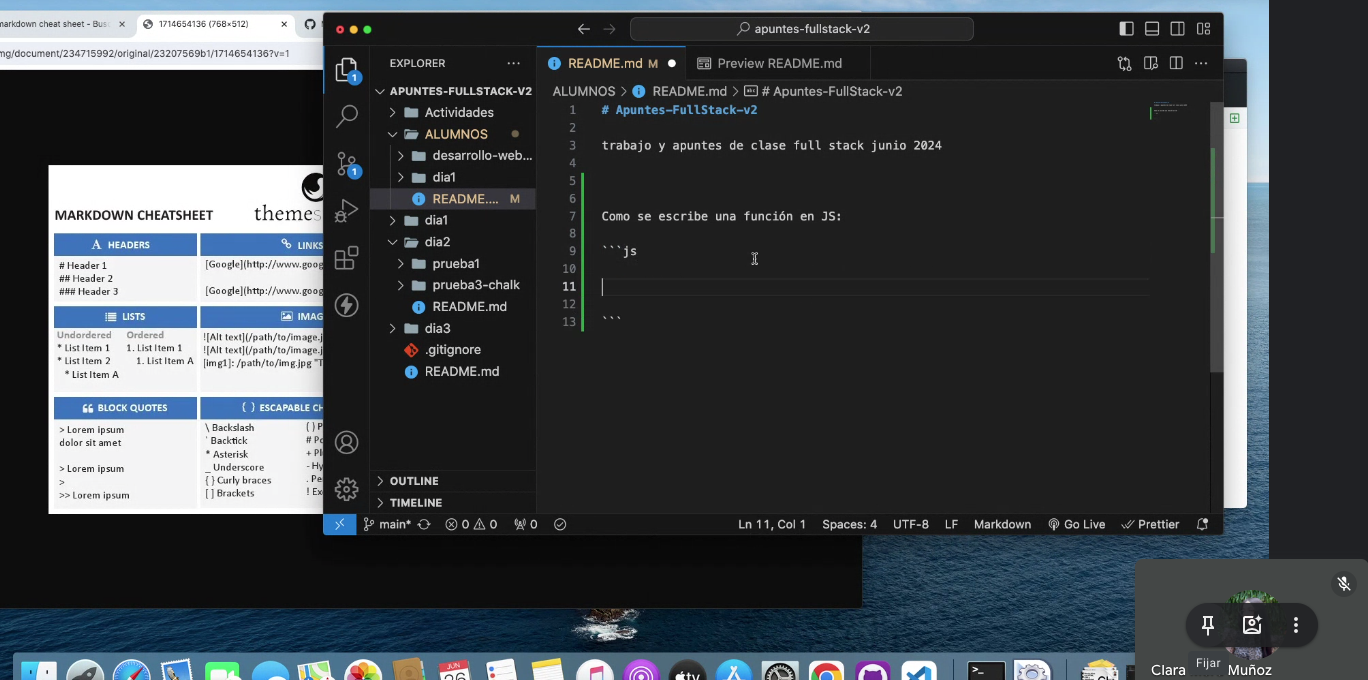 markdown cheat sheet - Bus
1714654136 (768×512)
mg/document/234715992/original/23207569b1/1714654136?v=1
MARKDOWN CHEATSHEET
themes
A HEADERS
# Header 1
## Header 2
### Header 3
LINKS
[Google](http://www.goog
[Google](http://www.goog
LISTS
Undordered Ordered
* List Item 1 1. List Item 1
* List Item 2 1. List Item A
* List Item A
IMAG
![Alt text](/path/to/image.j
![Alt text](/path/to/image.j
[img1]: /path/to/img.jpg "T
BLOCK QUOTES
> Lorem ipsum
dolor sit amet
> Lorem ipsum
>
>> Lorem ipsum
{ } ESCAPABLE CH
\ Backslash
` Backtick
* Asterisk
_ Underscore
{ } Curly braces
[ ] Brackets
( ) P
# Po
+ Pl
- Hy
. Pe
! Ex
apuntes-fullstack-v2
EXPLORER
APUNTES-FULLSTACK-V2
Actividades
ALUMNOS
desarrollo-web...
dia1
README.... M
dia1
dia2
prueba1
prueba3-chalk
README.md
dia3
.gitignore
README.md
OUTLINE
TIMELINE
README.md M
Preview README.md
ALUMNOS > README.md > # Apuntes-FullStack-v2
1 # Apuntes-FullStack-v2
2
3 trabajo y apuntes de clase full stack junio 2024
4
5
6
7 Como se escribe una función en JS:
8
9 ```js
10
11
12
13 ```
main* 0 0 0
Ln 11, Col 1 Spaces: 4 UTF-8 LF Markdown Go Live Prettier
1
1
Fijar
Clara Muñoz
JUN
26
tv